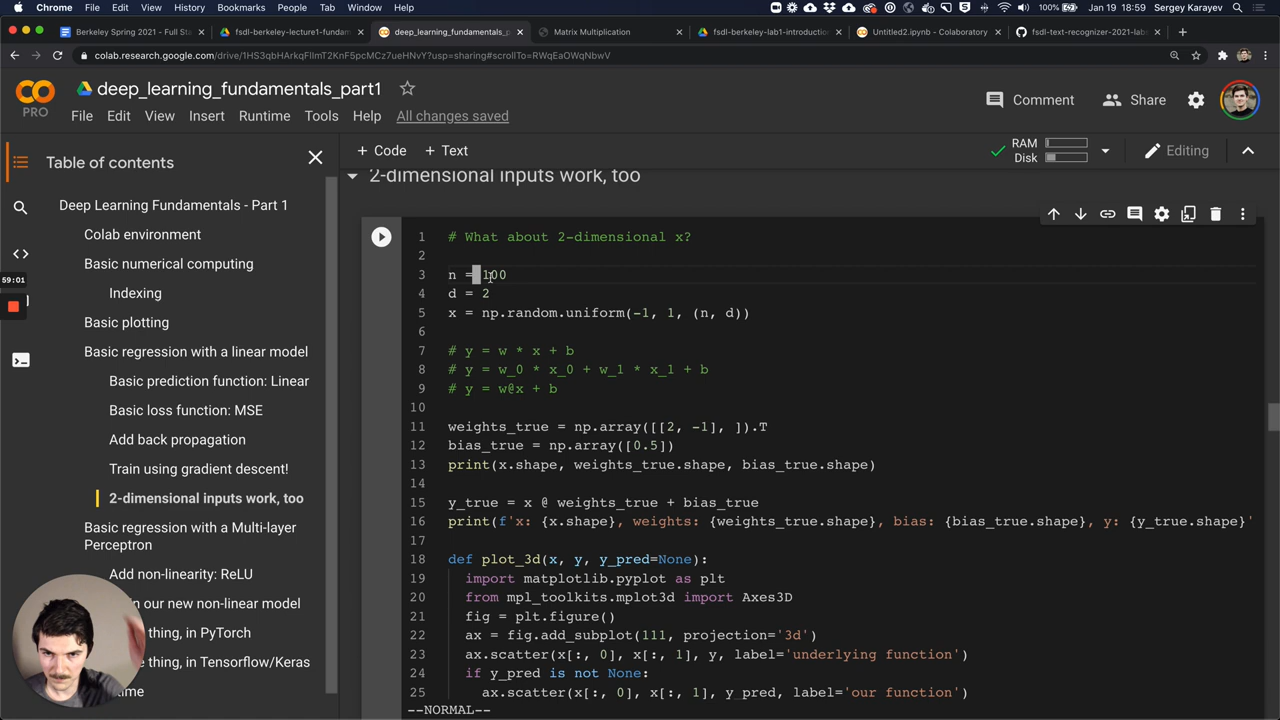 Chrome File Edit View History Bookmarks People Tab Window Help 100% Jan 19 18:59 Sergey Karayev
Berkeley Spring 2021 - Full Sta
fsdl-berkeley-lecture1-fundam
deep_learning_fundamentals_p
Matrix Multiplication
fsdl-berkeley-lab1-introductio
Untitled2.ipynb - Colaborator
fsdl-text-recognizer-2021-lab
colab.research.google.com/drive/1HS3qbHArkqFIlmT2KnF5pcMCz7ueHNvY?usp=sharing#scrollTo=RWqEaOWqNbwV
PRO
deep_learning_fundamentals_part1
File Edit View Insert Runtime Tools Help All changes saved
Comment Share
Table of contents
+ Code + Text
RAM
Disk
Editing
Deep Learning Fundamentals - Part 1
Colab environment
Basic numerical computing
Indexing
Basic plotting
Basic regression with a linear model
Basic prediction function: Linear
Basic loss function: MSE
Add back propagation
Train using gradient descent!
2-dimensional inputs work, too
Basic regression with a Multi-layer
Perceptron
Add non-linearity: ReLU
n our new non-linear model
thing, in PyTorch
e thing, in Tensorflow/Keras
time
59:01
2-dimensional inputs work, too
1 # What about 2-dimensional x?
2
3 n = 100
4 d = 2
5 x = np.random.uniform(-1, 1, (n, d))
6
7 # y = w * x + b
8 # y = w_0 * x_0 + w_1 * x_1 + b
9 # y = w@x + b
10
11 weights_true = np.array([[2, -1], ]).T
12 bias_true = np.array([0.5])
13 print(x.shape, weights_true.shape, bias_true.shape)
14
15 y_true = x @ weights_true + bias_true
16 print(f'x: {x.shape}, weights: {weights_true.shape}, bias: {bias_true.shape}, y: {y_true.shape}'
17
18 def plot_3d(x, y, y_pred=None):
19 import matplotlib.pyplot as plt
20 from mpl_toolkits.mplot3d import Axes3D
21 fig = plt.figure()
22 ax = fig.add_subplot(111, projection='3d')
23 ax.scatter(x[:, 0], x[:, 1], y, label='underlying function')
24 if y_pred is not None:
25 ax.scatter(x[:, 0], x[:, 1], y_pred, label='our function')
--NORMAL--